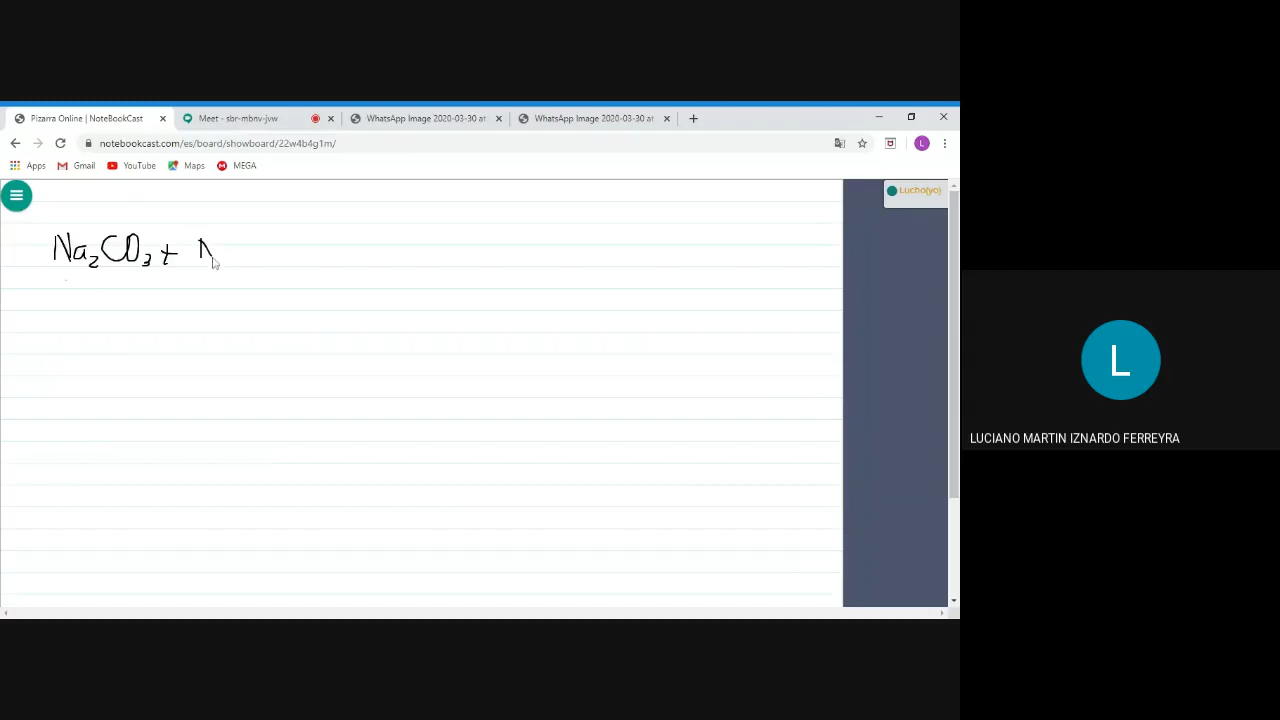 Pizarra Online | NoteBookCast
Meet - sbr-mbnv-jvw
WhatsApp Image 2020-03-30 at
WhatsApp Image 2020-03-30 at
notebookcast.com/es/board/showboard/22w4b4g1m/
L
Apps
Gmail
YouTube
Maps
MEGA
Lucho(yo)
Na₂CO₃ +
L
LUCIANO MARTIN IZNARDO FERREYRA